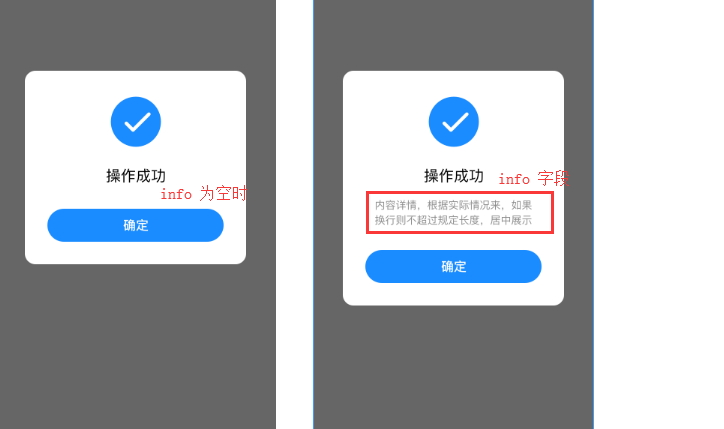 操作成功
info 为空时
确定
操作成功
info 字段
内容详情，根据实际情况来，如果
换行则不超过规定长度，居中展示
确定